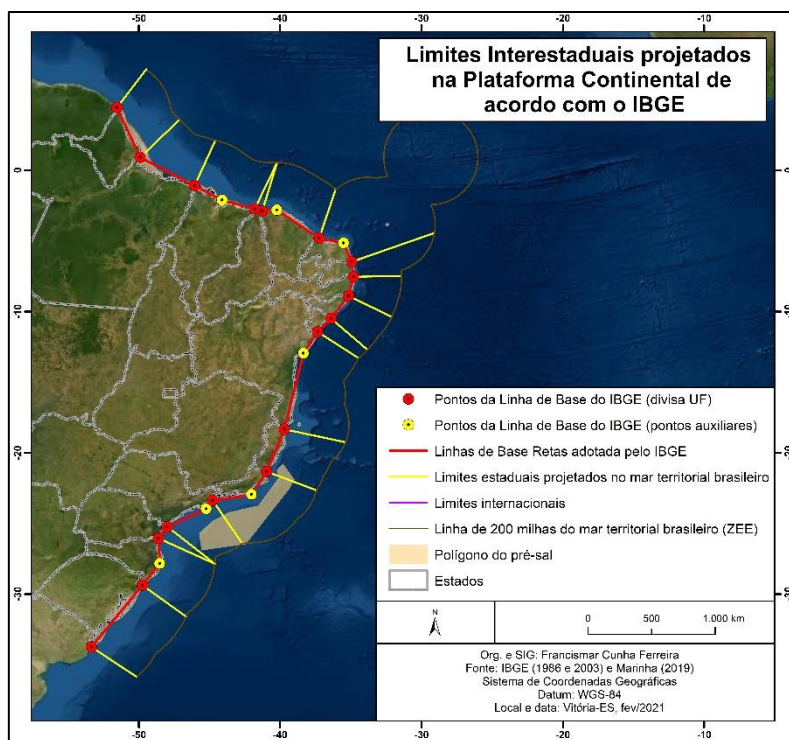 -50
-40
-30
-20
-10
Limites Interestaduais projetados
na Plataforma Continental de
acordo com o IBGE
0
0
-10
-10
Pontos da Linha de Base do IBGE (divisa UF)
Pontos da Linha de Base do IBGE (pontos auxiliares)
Linhas de Base Retas adotada pelo IBGE
Limites estaduais projetados no mar territorial brasileiro
Limites internacionais
Linha de 200 milhas do mar territorial brasileiro (ZEE)
Polígono do pré-sal
Estados
-20
-20
-30
-30
N
0 500 1.000 km
Org. e SIG: Francismar Cunha Ferreira
Fonte: IBGE (1986 e 2003) e Marinha (2019)
Sistema de Coordenadas Geográficas
Datum: WGS-84
Local e data: Vitória-ES, fev/2021
-50
-40
-30
-20
-10